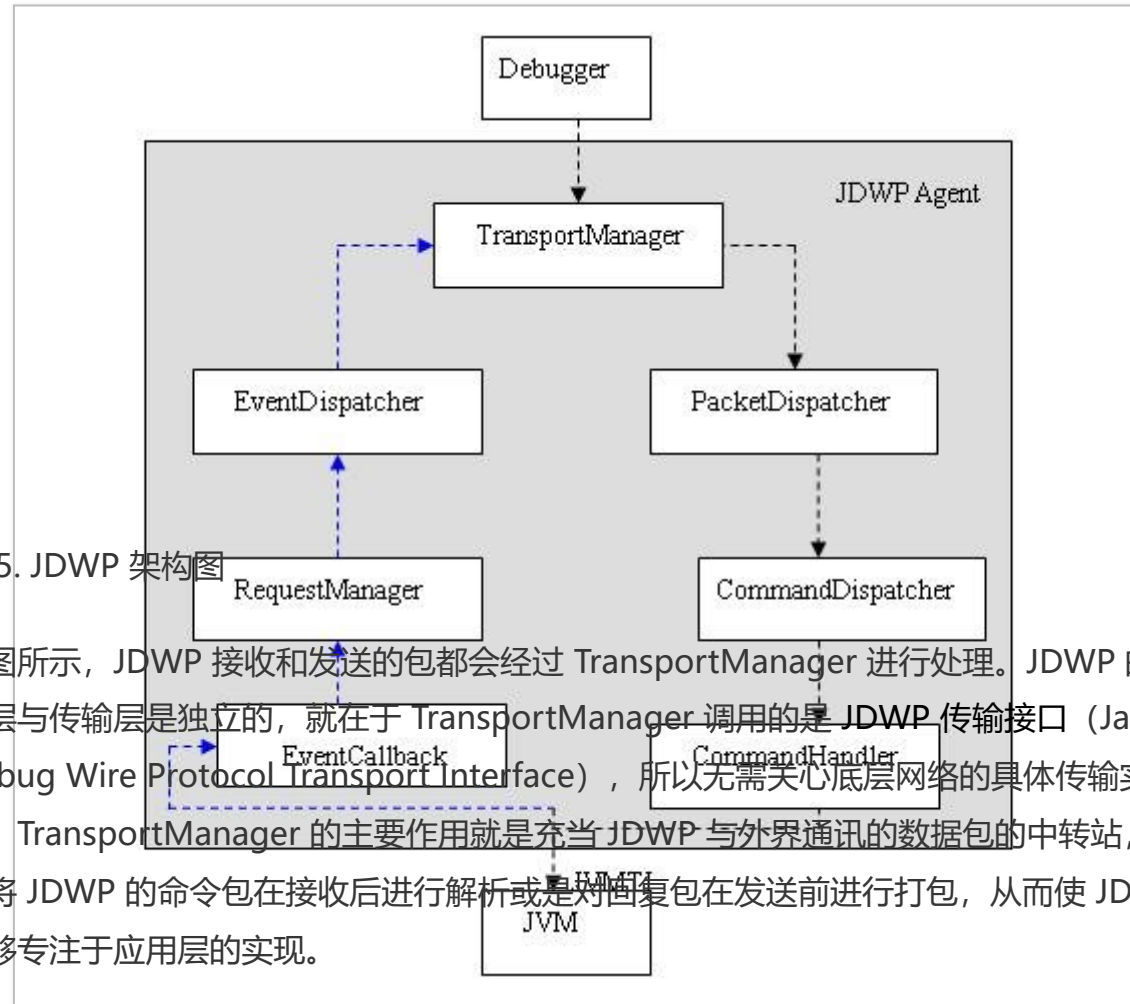 Debugger
JDWP Agent
TransportManager
EventDispatcher
PacketDispatcher
RequestManager
CommandDispatcher
EventCallback
CommandHandler
JVMTI
JVM
5. JDWP 架构图
图所示，JDWP 接收和发送的包都会经过 TransportManager 进行处理。JDWP
层与传输层是独立的，就在于 TransportManager 调用的是 JDWP 传输接口（Ja
bug Wire Protocol Transport Interface），所以无需关心底层网络的具体传输实
TransportManager 的主要作用就是充当 JDWP 与外界通讯的数据包的中转站，
将 JDWP 的命令包在接收后进行解析或是对回复包在发送前进行打包，从而使 JD
够专注于应用层的实现。